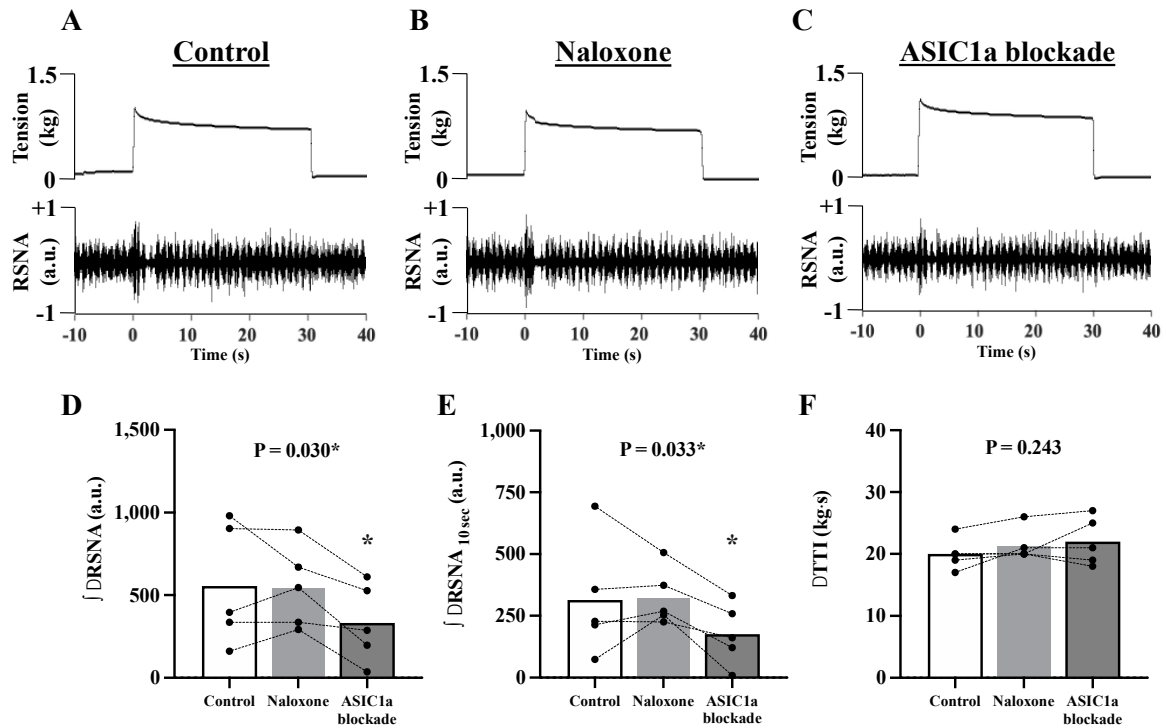 A
B
C
Control
Naloxone
ASIC1a blockade
1.5
Tension
(kg)
0
1.5
Tension
(kg)
0
1.5
Tension
(kg)
0
+1
RSNA
(a.u.)
-1
+1
RSNA
(a.u.)
-1
+1
RSNA
(a.u.)
-1
-10 0 10 20 30 40
Time (s)
-10 0 10 20 30 40
Time (s)
-10 0 10 20 30 40
Time (s)
D
1,500
1,000
500
0
∫ □RSNA (a.u.)
P = 0.030*
*
Control
Naloxone
ASIC1a
blockade
E
1,000
750
500
250
0
∫ □RSNA10 sec (a.u.)
P = 0.033*
*
Control
Naloxone
ASIC1a
blockade
F
40
30
20
10
0
□TTI (kg·s)
P = 0.243
Control
Naloxone
ASIC1a
blockade